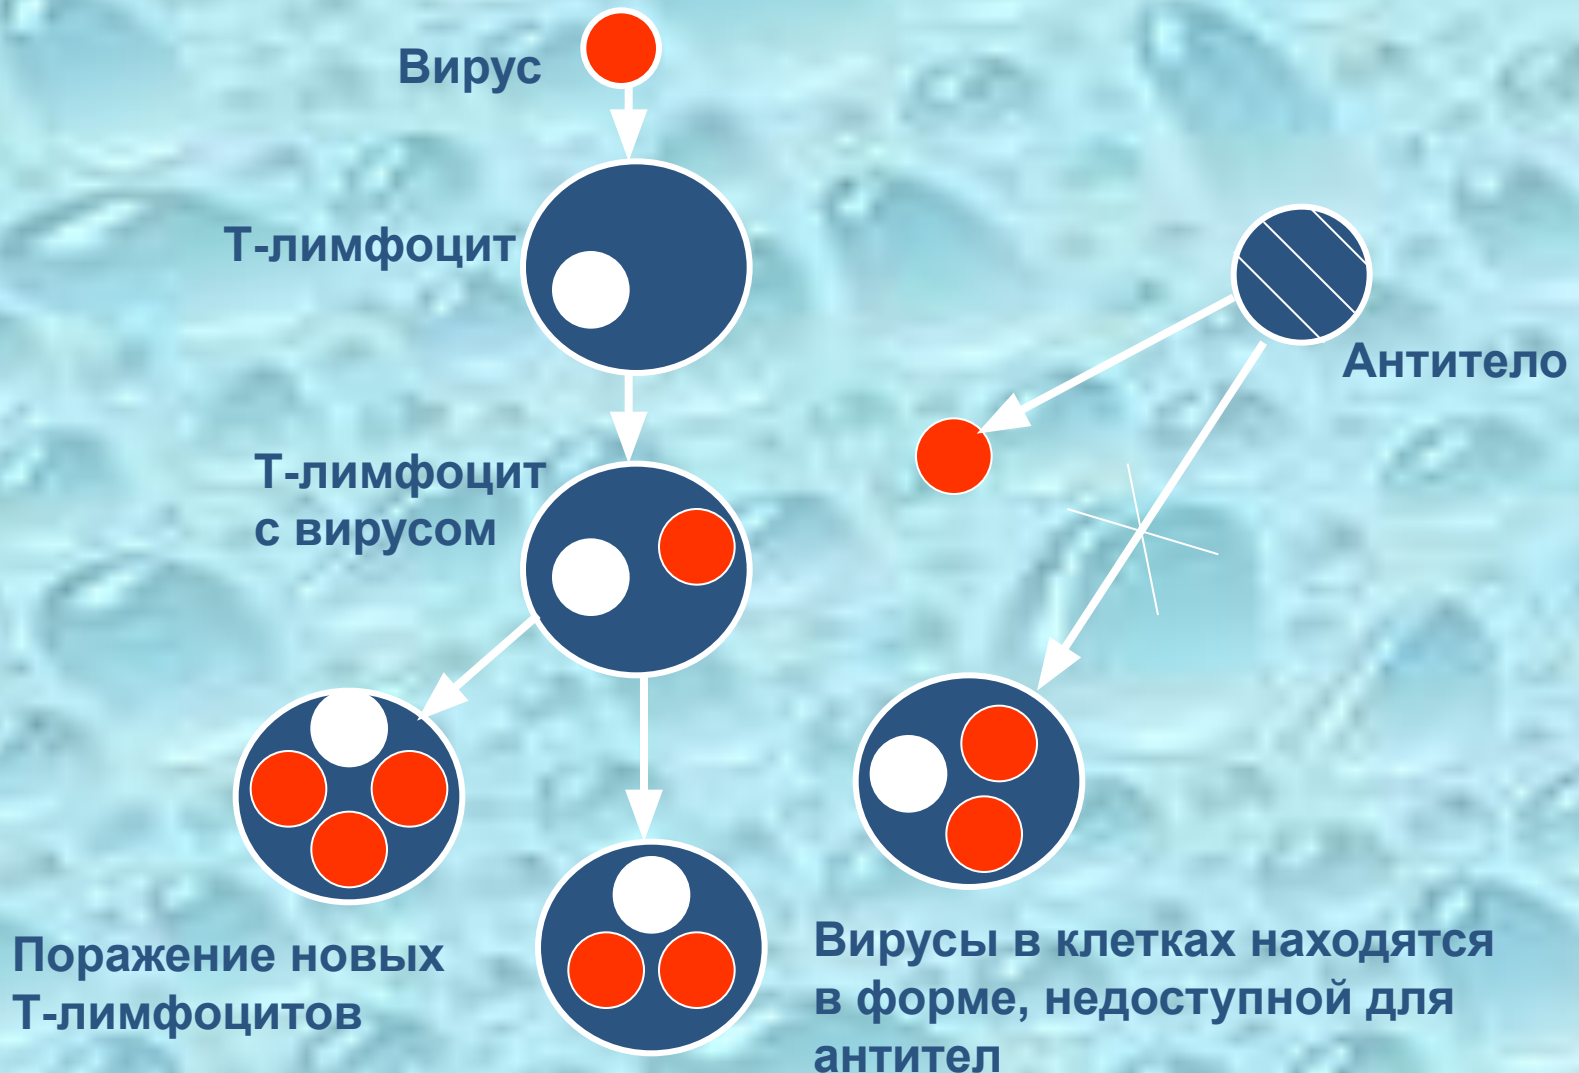 Вирус
Т-лимфоцит
Антитело
Т-лимфоцит
с вирусом
Поражение новых
Т-лимфоцитов
Вирусы в клетках находятся
в форме, недоступной для
антител